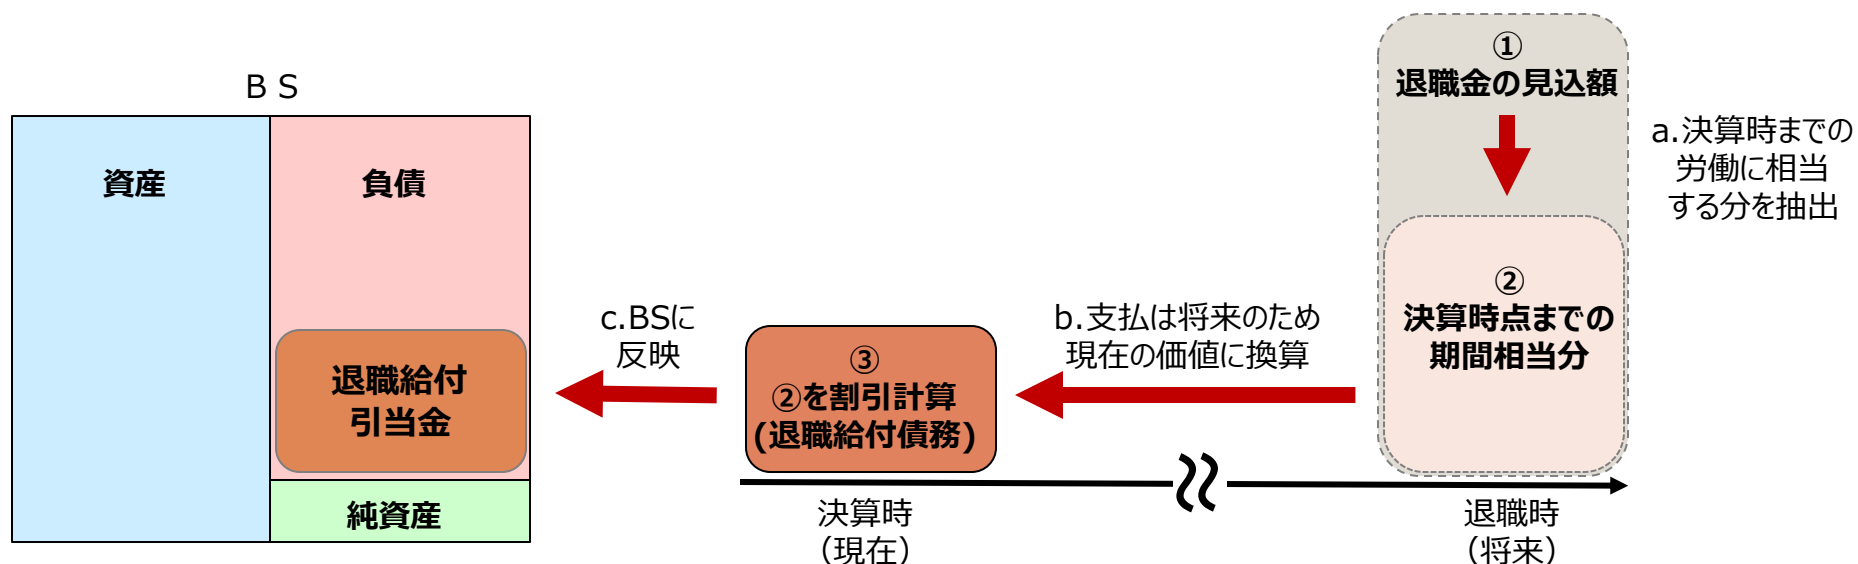 ＢＳ
資産
負債
退職給付
引当金
純資産
c.BSに
反映
③
②を割引計算
(退職給付債務)
b.支払は将来のため
現在の価値に換算
①
退職金の見込額
②
決算時点までの
期間相当分
a.決算時までの
労働に相当
する分を抽出
決算時
（現在）
退職時
（将来）